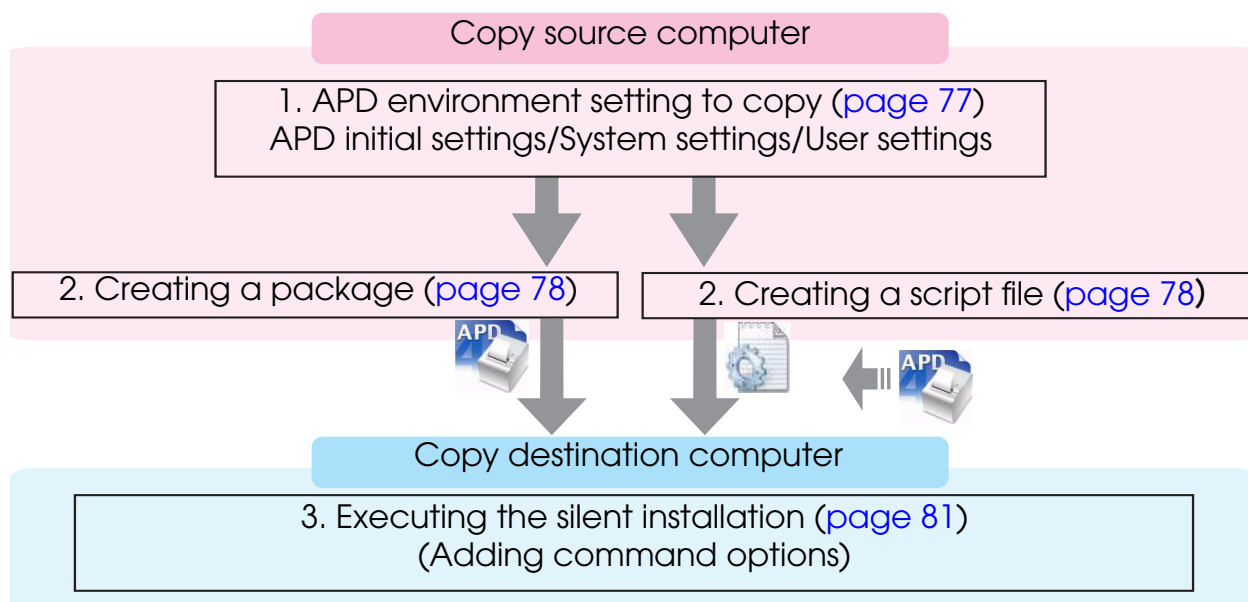 Copy source computer
1. APD environment setting to copy (page 77)
APD initial settings/System settings/User settings
2. Creating a package (page 78)
2. Creating a script file (page 78)
APD
APD
Copy destination computer
3. Executing the silent installation (page 81)
(Adding command options)